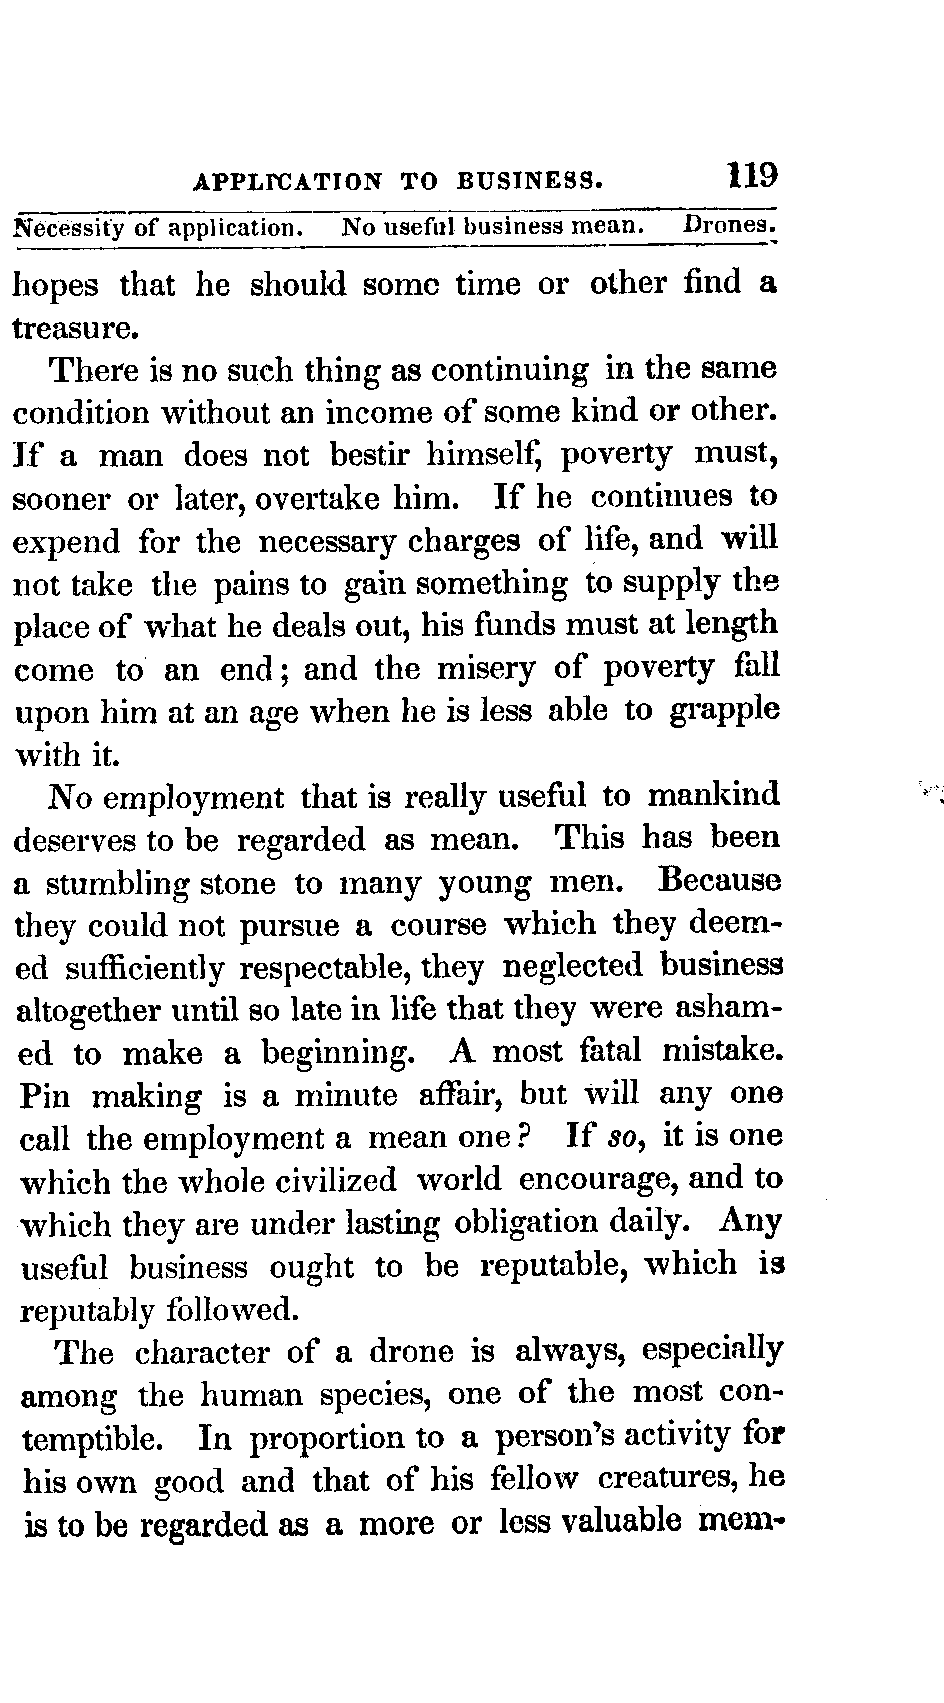 APPLICATION TO BUSINESS. 119
Necessity of application. No useful business mean. Drones.
hopes that he should some time or other find a
treasure.
There is no such thing as continuing in the same
condition without an income of some kind or other.
If a man does not bestir himself, poverty must,
sooner or later, overtake him. If he continues to
expend for the necessary charges of life, and will
not take the pains to gain something to supply the
place of what he deals out, his funds must at length
come to an end; and the misery of poverty fall
upon him at an age when he is less able to grapple
with it.
No employment that is really useful to mankind
deserves to be regarded as mean. This has been
a stumbling stone to many young men. Because
they could not pursue a course which they deem-
ed sufficiently respectable, they neglected business
altogether until so late in life that they were asham-
ed to make a beginning. A most fatal mistake.
Pin making is a minute affair, but will any one
call the employment a mean one? If so, it is one
which the whole civilized world encourage, and to
which they are under lasting obligation daily. Any
useful business ought to be reputable, which is
reputably followed.
The character of a drone is always, especially
among the human species, one of the most con-
temptible. In proportion to a person's activity for
his own good and that of his fellow creatures, he
is to be regarded as a more or less valuable mem-